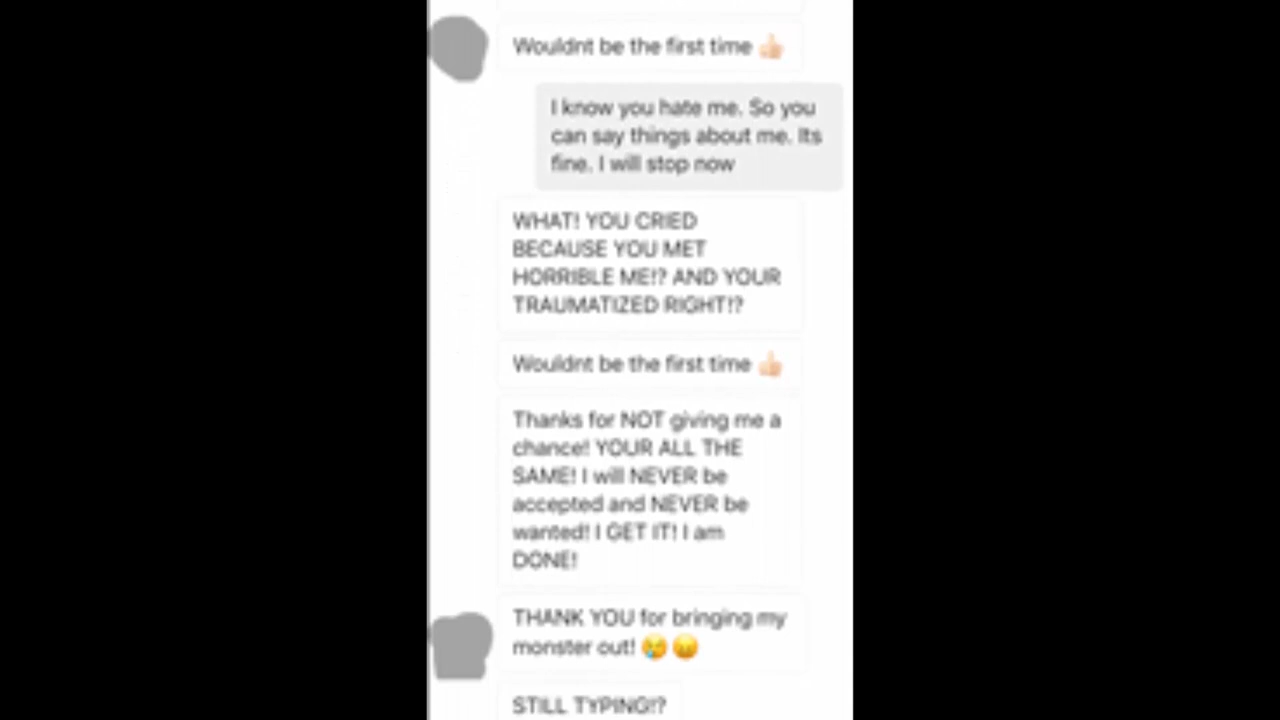 Wouldnt be the first time 👍🏻
I know you hate me. So you
can say things about me. Its
fine. I will stop now
WHAT! YOU CRIED
BECAUSE YOU MET
HORRIBLE ME!? AND YOUR
TRAUMATIZED RIGHT!?
Wouldnt be the first time 👍🏻
Thanks for NOT giving me a
chance! YOUR ALL THE
SAME! I will NEVER be
accepted and NEVER be
wanted! I GET IT! I am
DONE!
THANK YOU for bringing my
monster out! 😢😠
STILL TYPING!?